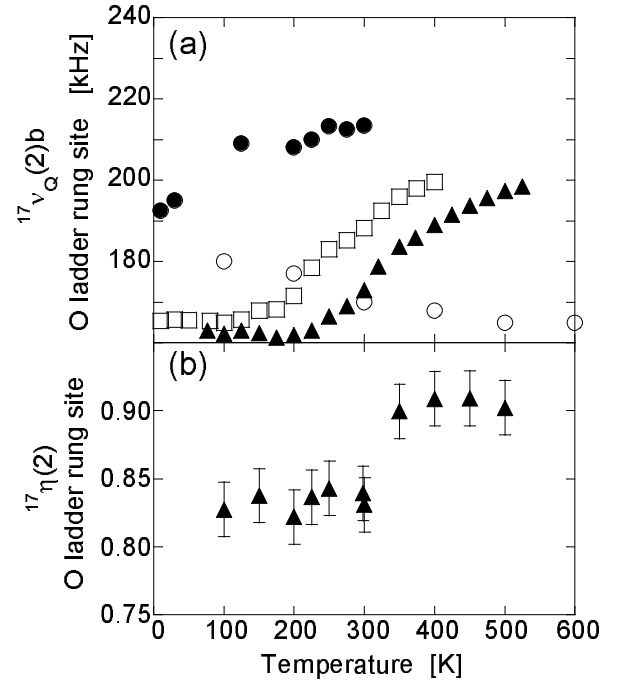 (a)
240
220
200
180
¹⁷ν_Q(2)b
O ladder rung site [kHz]
(b)
0.90
0.85
0.80
0.75
¹⁷η(2)
O ladder rung site
0 100 200 300 400 500 600
Temperature [K]